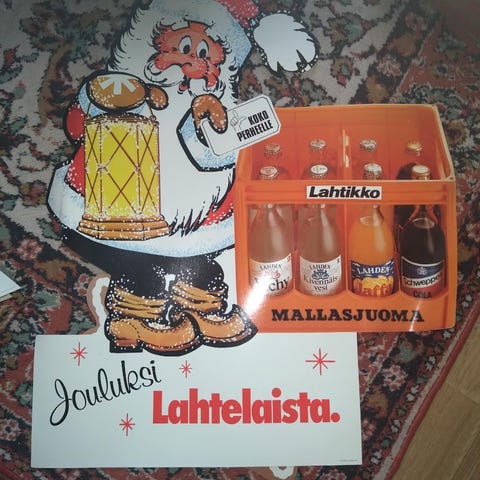 KOKO
PERHEELLE
Lahtikko
LAHDEN
Vichy
LAHDEN
Kivennäis
vesi
LAHDEN
Jaffa
Schweppes
COLA
MALLASJUOMA
Jouluksi
Lahtelaista.